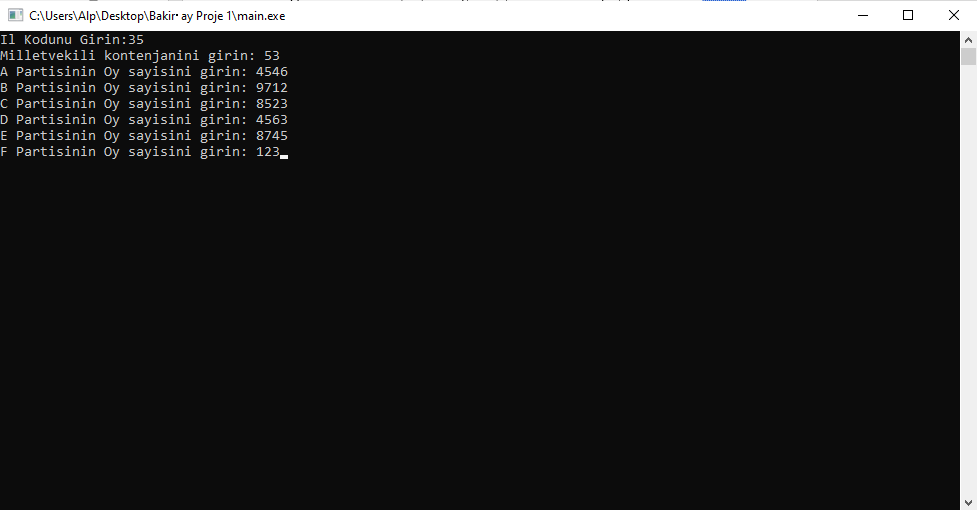 C:\Users\Alp\Desktop\Bakir• ay Proje 1\main.exe
Il Kodunu Girin:35
Milletvekili kontenjanini girin: 53
A Partisinin Oy sayisini girin: 4546
B Partisinin Oy sayisini girin: 9712
C Partisinin Oy sayisini girin: 8523
D Partisinin Oy sayisini girin: 4563
E Partisinin Oy sayisini girin: 8745
F Partisinin Oy sayisini girin: 123